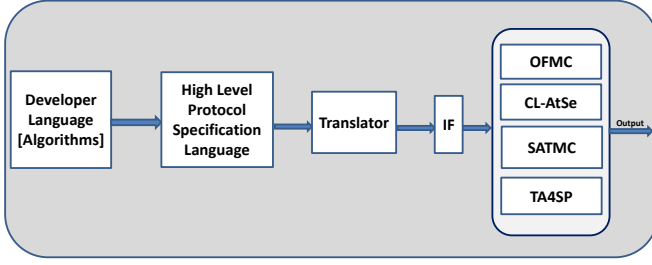 Developer
Language
[Algorithms]
High Level
Protocol
Specification
Language
Translator
IF
OFMC
CL-AtSe
SATMC
TA4SP
Output